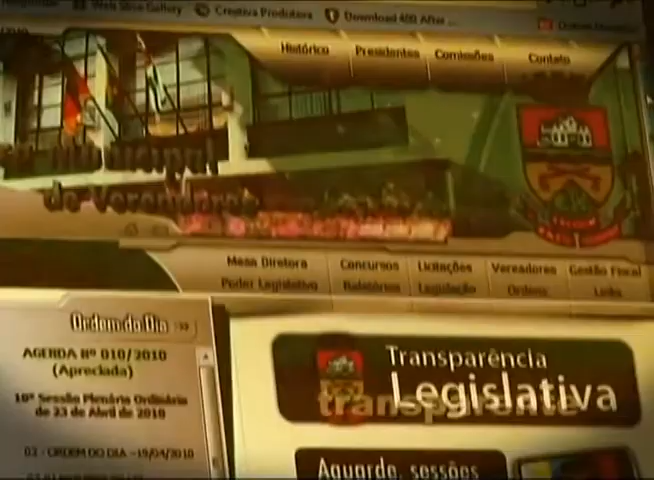 Web Slice Gallery Creativa Produtora Download 400 After
Histórico Presidentes Comissões Contato
Municipal
de Vereadores
Mesa Diretora Concursos Licitações Vereadores Gestão Fiscal
Poder Legislativo Relatórios Legislação Ordens Links
Ordem do Dia >>
AGENDA Nº 010/2010
(Apreciada)
10ª Sessão Plenária Ordinária
de 23 de Abril de 2010
03 - ORDEM DO DIA -19/04/2010
Transparência
Legislativa
transparente
Aguarde, sessões